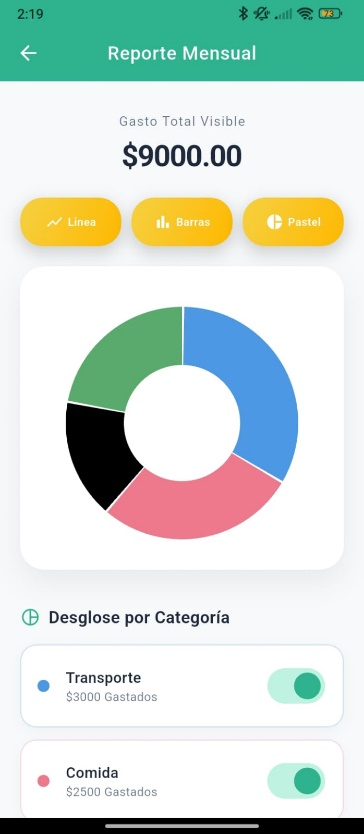 2:19
73
Reporte Mensual
Gasto Total Visible
$9000.00
Linea
Barras
Pastel
Desglose por Categoría
Transporte
$3000 Gastados
Comida
$2500 Gastados